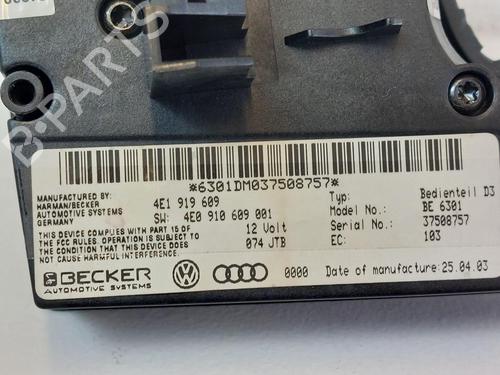 *6301DM037508757*
MANUFACTURED BY:
HARMAN/BECKER
AUTOMOTIVE SYSTEMS
GERMANY
4E1 919 609
SW: 4E0 910 609 001
Typ: Bedienteil D3
Model No.: BE 6301
Serial No.: 37508757
EC: 103
THIS DEVICE COMPLIES WITH PART 15 OF
THE FCC RULES. OPERATION IS SUBJECT TO
THE CONDITION THAT THIS DEVICE DOES
NOT CAUSE HARMFUL INTERFERENCE.
12 Volt
074 JTB
BECKER
AUTOMOTIVE SYSTEMS
0000 Date of manufacture: 25.04.03
B-PARTS